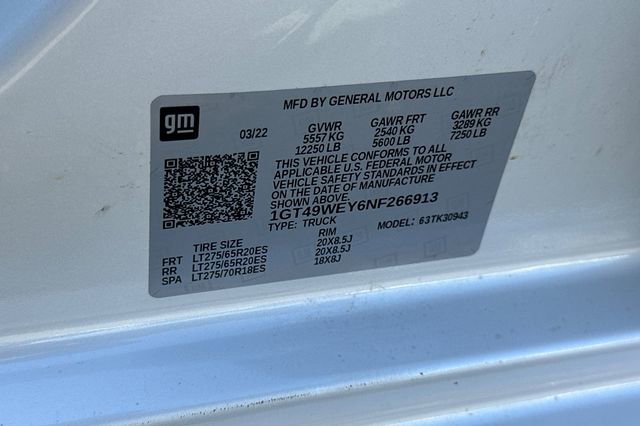 MFD BY GENERAL MOTORS LLC
gm
03/22
GVWR GAWR FRT GAWR RR
5557 KG 2540 KG 3289 KG
12250 LB 5600 LB 7250 LB
THIS VEHICLE CONFORMS TO ALL
APPLICABLE U.S. FEDERAL MOTOR
VEHICLE SAFETY STANDARDS IN EFFECT
ON THE DATE OF MANUFACTURE
SHOWN ABOVE.
1GT49WEY6NF266913
TYPE: TRUCK MODEL: 63TK30943
TIRE SIZE RIM
FRT LT275/65R20ES 20X8.5J
RR LT275/65R20ES 20X8.5J
SPA LT275/70R18ES 18X8J